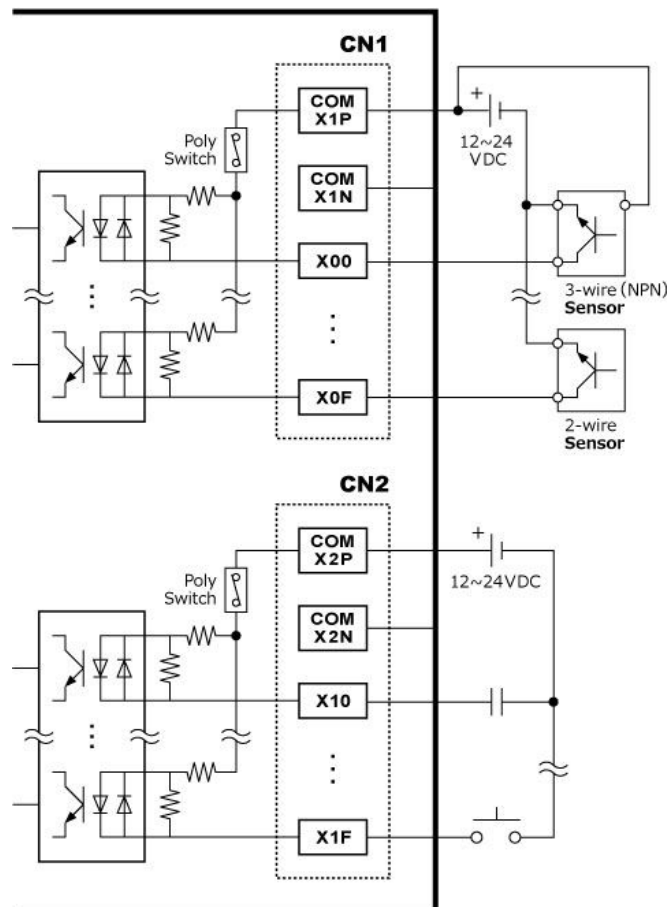 CN1
COM
X1P
+
12~24
VDC
Poly
Switch
COM
X1N
X00
3-wire (NPN)
Sensor
X0F
2-wire
Sensor
CN2
COM
X2P
+
12~24VDC
Poly
Switch
COM
X2N
X10
X1F